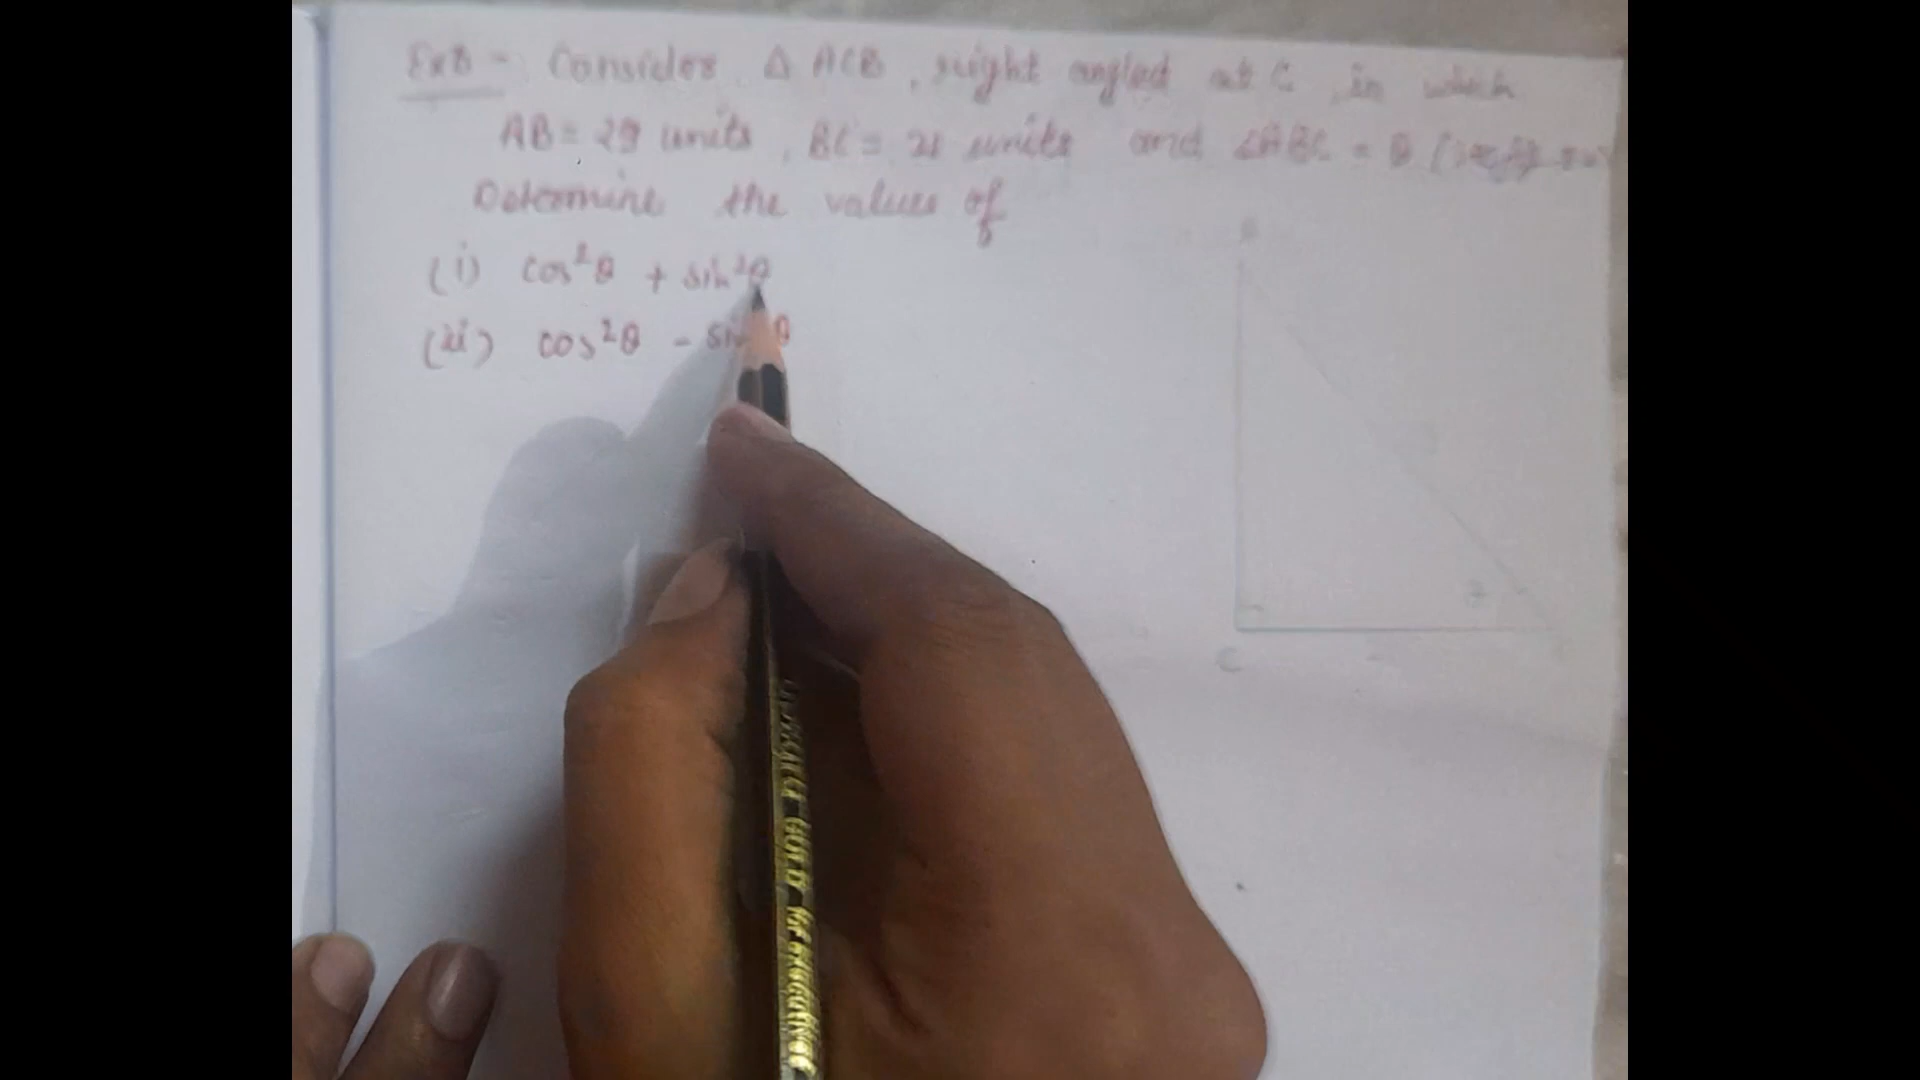 Ex8 - Consider △ ACB, right angled at C, in which
AB = 29 units, BC = 21 units and ∠ABC = θ
Determine the values of
(i) cos²θ + sin²θ
(ii) cos²θ - sin θ
C